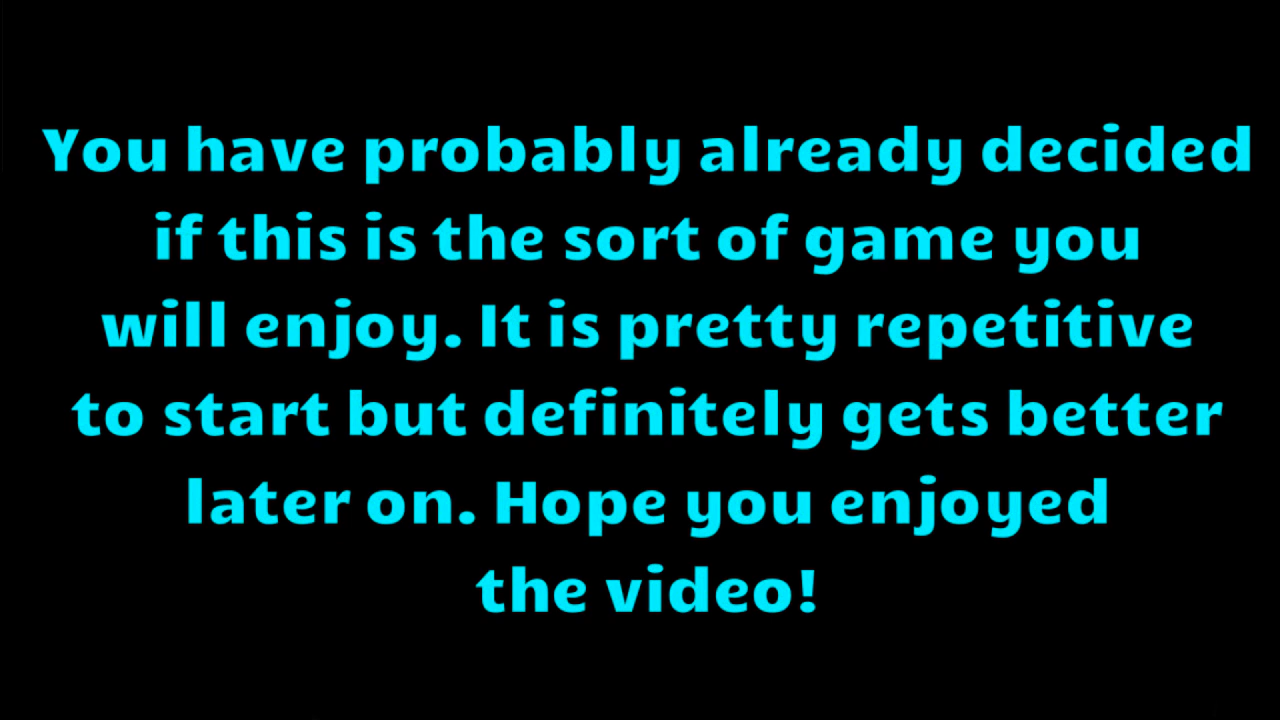 You have probably already decided
if this is the sort of game you
will enjoy. It is pretty repetitive
to start but definitely gets better
later on. Hope you enjoyed
the video!